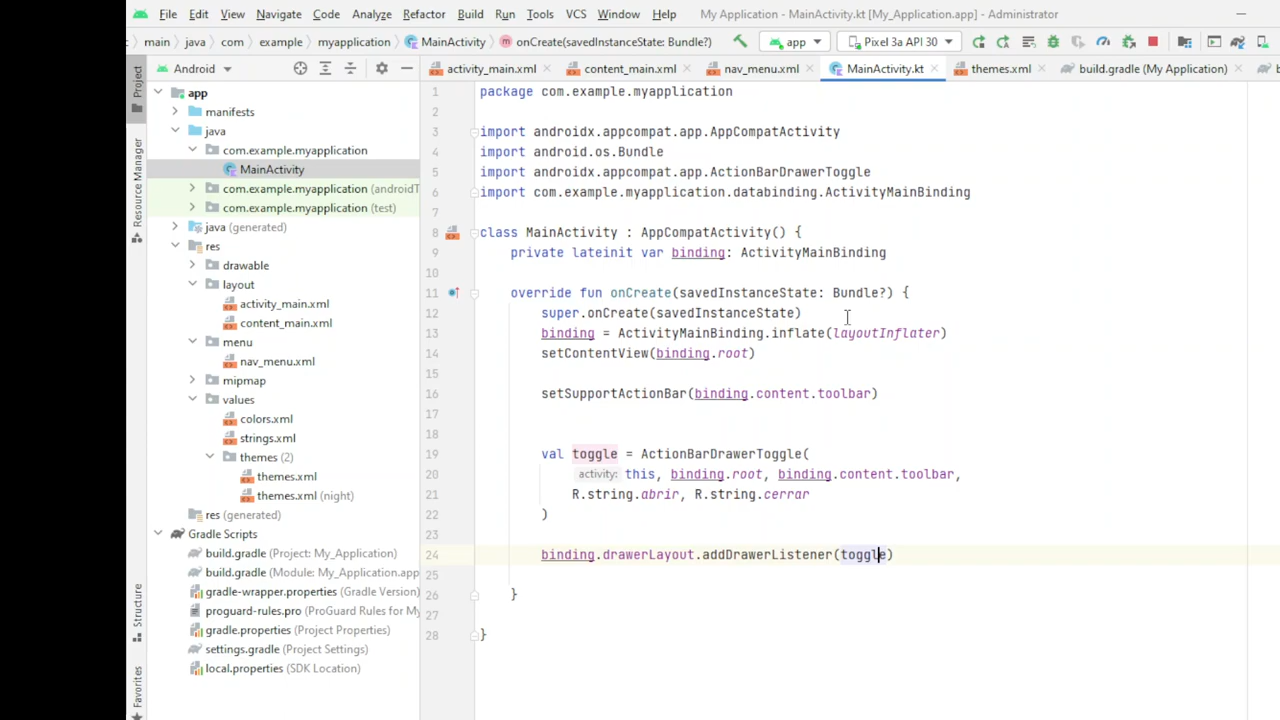 File Edit View Navigate Code Analyze Refactor Build Run Tools VCS Window Help My Application - MainActivity.kt [My_Application.app] - Administrator
main java com example myapplication MainActivity onCreate(savedInstanceState: Bundle?) app Pixel 3a API 30
Android activity_main.xml content_main.xml nav_menu.xml MainActivity.kt themes.xml build.gradle (My Application)
Project
Resource Manager
Structure
Favorites
app
manifests
java
com.example.myapplication
MainActivity
com.example.myapplication (androidT
com.example.myapplication (test)
java (generated)
res
drawable
layout
activity_main.xml
content_main.xml
menu
nav_menu.xml
mipmap
values
colors.xml
strings.xml
themes (2)
themes.xml
themes.xml (night)
res (generated)
Gradle Scripts
build.gradle (Project: My_Application)
build.gradle (Module: My_Application.app
gradle-wrapper.properties (Gradle Version)
proguard-rules.pro (ProGuard Rules for My
gradle.properties (Project Properties)
settings.gradle (Project Settings)
local.properties (SDK Location)
1 package com.example.myapplication
2
3 import androidx.appcompat.app.AppCompatActivity
4 import android.os.Bundle
5 import androidx.appcompat.app.ActionBarDrawerToggle
6 import com.example.myapplication.databinding.ActivityMainBinding
7
8 class MainActivity : AppCompatActivity() {
9 private lateinit var binding: ActivityMainBinding
10
11 override fun onCreate(savedInstanceState: Bundle?) {
12 super.onCreate(savedInstanceState)
13 binding = ActivityMainBinding.inflate(layoutInflater)
14 setContentView(binding.root)
15
16 setSupportActionBar(binding.content.toolbar)
17
18
19 val toggle = ActionBarDrawerToggle(
20 activity: this, binding.root, binding.content.toolbar,
21 R.string.abrir, R.string.cerrar
22 )
23
24 binding.drawerLayout.addDrawerListener(toggle)
25
26 }
27
28 }